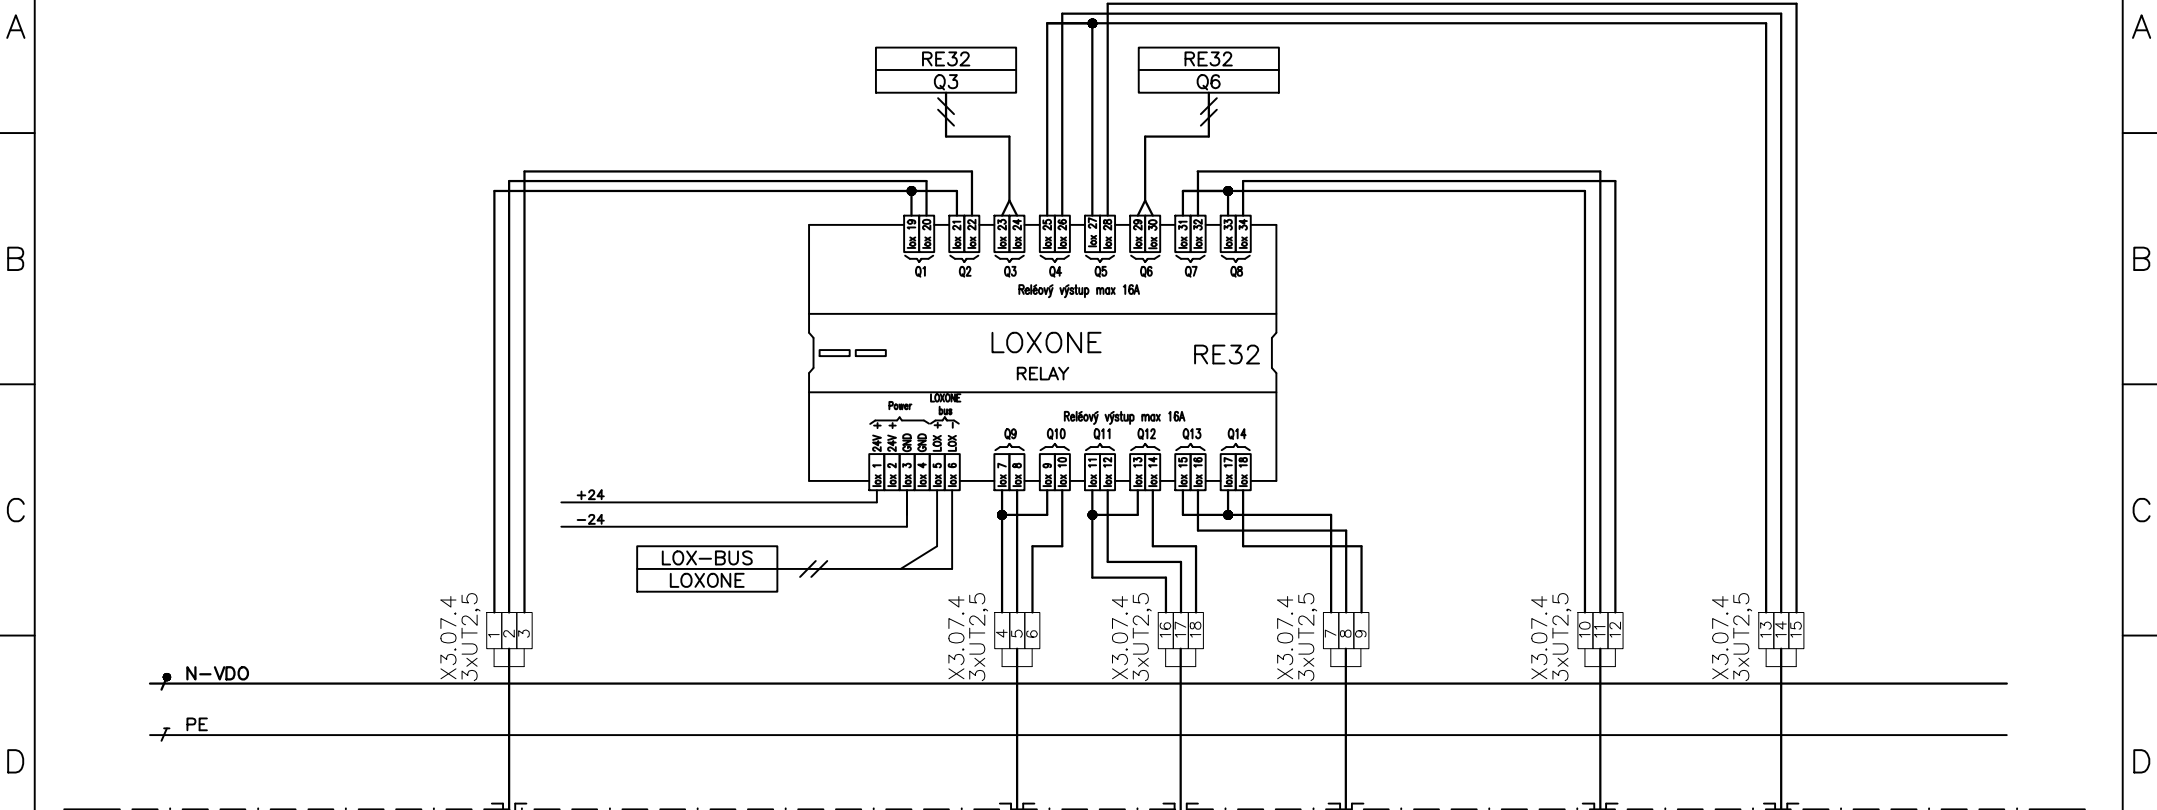 A
A
RE32
Q3
RE32
Q6
lox 19
lox 20
lox 21
lox 22
lox 23
lox 24
lox 25
lox 26
lox 27
lox 28
lox 29
lox 30
lox 31
lox 32
lox 33
lox 34
B
B
Q1
Q2
Q3
Q4
Q5
Q6
Q7
Q8
Reléový výstup max 16A
LOXONE
RE32
RELAY
Power
LOXONE
bus
Reléový výstup max 16A
24V +
24V +
GND
GND
LOX +
LOX -
Q9
Q10
Q11
Q12
Q13
Q14
lox 1
lox 2
lox 3
lox 4
lox 5
lox 6
lox 7
lox 8
lox 9
lox 10
lox 11
lox 12
lox 13
lox 14
lox 15
lox 16
lox 17
lox 18
+24
C
C
-24
LOX-BUS
LOXONE
X3.07.4
3xUT2,5
1
2
3
X3.07.4
3xUT2,5
4
5
6
X3.07.4
3xUT2,5
16
17
18
X3.07.4
3xUT2,5
7
8
9
X3.07.4
3xUT2,5
10
11
12
X3.07.4
3xUT2,5
13
14
15
N-VDO
PE
D
D